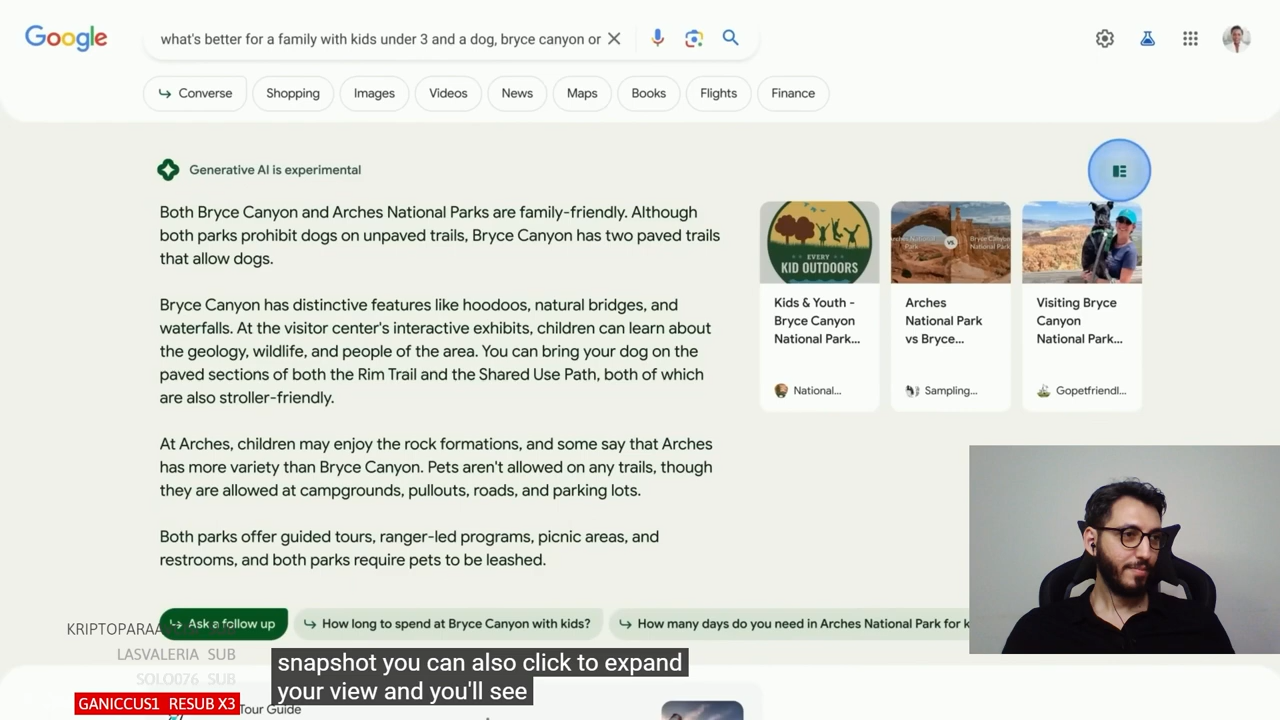 Google
what's better for a family with kids under 3 and a dog, bryce canyon or
Converse
Shopping
Images
Videos
News
Maps
Books
Flights
Finance
Generative AI is experimental
Both Bryce Canyon and Arches National Parks are family-friendly. Although
both parks prohibit dogs on unpaved trails, Bryce Canyon has two paved trails
that allow dogs.
Bryce Canyon has distinctive features like hoodoos, natural bridges, and
waterfalls. At the visitor center's interactive exhibits, children can learn about
the geology, wildlife, and people of the area. You can bring your dog on the
paved sections of both the Rim Trail and the Shared Use Path, both of which
are also stroller-friendly.
At Arches, children may enjoy the rock formations, and some say that Arches
has more variety than Bryce Canyon. Pets aren't allowed on any trails, though
they are allowed at campgrounds, pullouts, roads, and parking lots.
Both parks offer guided tours, ranger-led programs, picnic areas, and
restrooms, and both parks require pets to be leashed.
EVERY
KID OUTDOORS
Kids & Youth -
Bryce Canyon
National Park...
National...
Arches National
Park
VS
Bryce Canyon
National Park
Arches
National Park
vs Bryce...
Sampling...
Visiting Bryce
Canyon
National Park...
Gopetfriendl...
Ask a follow up
How long to spend at Bryce Canyon with kids?
How many days do you need in Arches National Park for k
SUB
LASVALERIA SUB
SOLO076 SUB
GANICCUS1 RESUB X3
snapshot you can also click to expand
your view and you'll see
Tour Guide